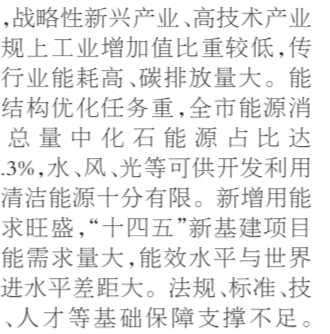 ,战略性新兴产业、高技术产业
规上工业增加值比重较低,传
行业能耗高、碳排放量大。能
结构优化任务重,全市能源消
总量中化石能源占比达
.3%,水、风、光等可供开发利用
清洁能源十分有限。新增用能
求旺盛,“十四五”新基建项目
能需求量大,能效水平与世界
进水平差距大。法规、标准、技
、人才等基础保障支撑不足。